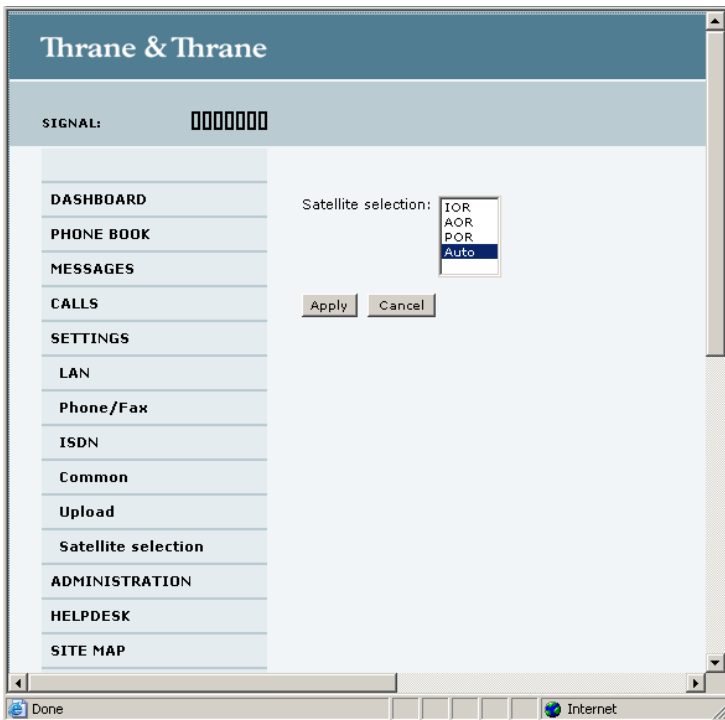 Thrane & Thrane
SIGNAL:
DASHBOARD
PHONE BOOK
MESSAGES
CALLS
SETTINGS
LAN
Phone/Fax
ISDN
Common
Upload
Satellite selection
ADMINISTRATION
HELPDESK
SITE MAP
Satellite selection:
IOR
AOR
POR
Auto
Apply Cancel
Done Internet